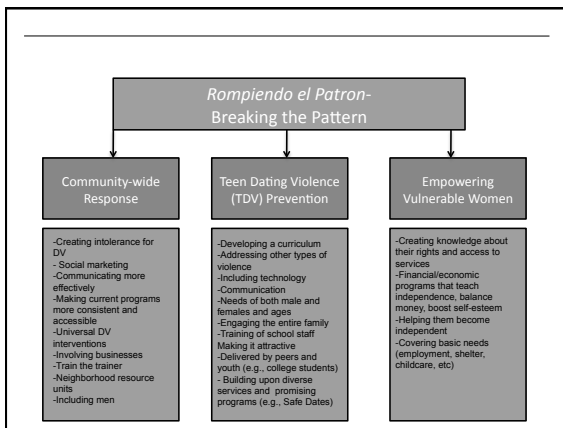 Rompiendo el Patron-
Breaking the Pattern
Community-wide
Response
-Creating intolerance for
DV
- Social marketing
-Communicating more
effectively
-Making current programs
more consistent and
accessible
-Universal DV
interventions
-Involving businesses
-Train the trainer
-Neighborhood resource
units
-Including men
Teen Dating Violence
(TDV) Prevention
-Developing a curriculum
-Addressing other types of
violence
-Including technology
-Communication
-Needs of both male and
females and ages
-Engaging the entire family
-Training of school staff
Making it attractive
-Delivered by peers and
youth (e.g., college students)
- Building upon diverse
services and promising
programs (e.g., Safe Dates)
Empowering
Vulnerable Women
-Creating knowledge about
their rights and access to
services
-Financial/economic
programs that teach
independence, balance
money, boost self-esteem
-Helping them become
independent
-Covering basic needs
(employment, shelter,
childcare, etc)